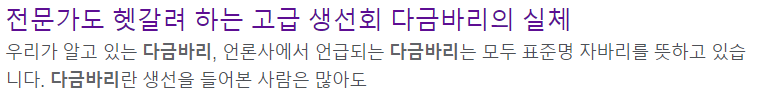 전문가도 헷갈려 하는 고급 생선회 다금바리의 실체
우리가 알고 있는 다금바리, 언론사에서 언급되는 다금바리는 모두 표준명 자바리를 뜻하고 있습
니다. 다금바리란 생선을 들어본 사람은 많아도